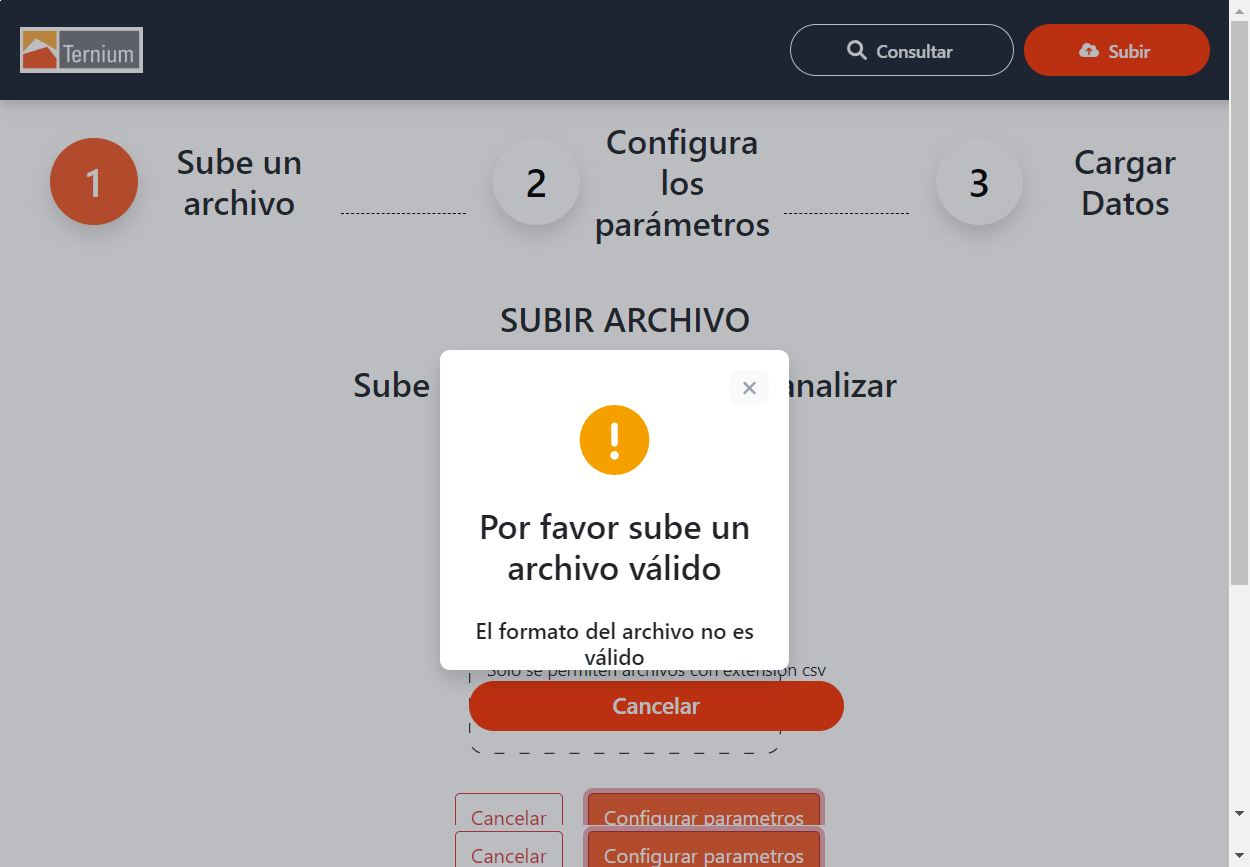 Ternium
Consultar
Subir
1
Sube un
archivo
2
Configura
los
parámetros
3
Cargar
Datos
SUBIR ARCHIVO
Sube analizar
Por favor sube un
archivo válido
El formato del archivo no es
válido
Solo se permiten archivos con extensión csv
Cancelar
Cancelar Configurar parametros
Cancelar Configurar parametros